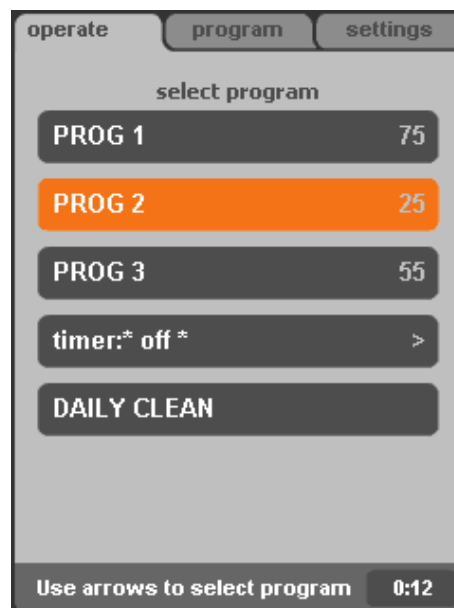 operate program settings
select program
PROG 1 75
PROG 2 25
PROG 3 55
timer:* off * >
DAILY CLEAN
Use arrows to select program 0:12